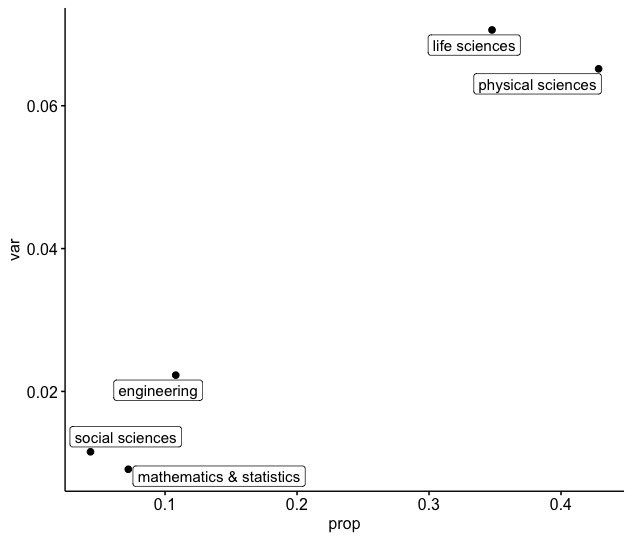 life sciences
physical sciences
0.06
var
0.04
0.02
engineering
social sciences
mathematics & statistics
0.1 0.2 0.3 0.4
prop